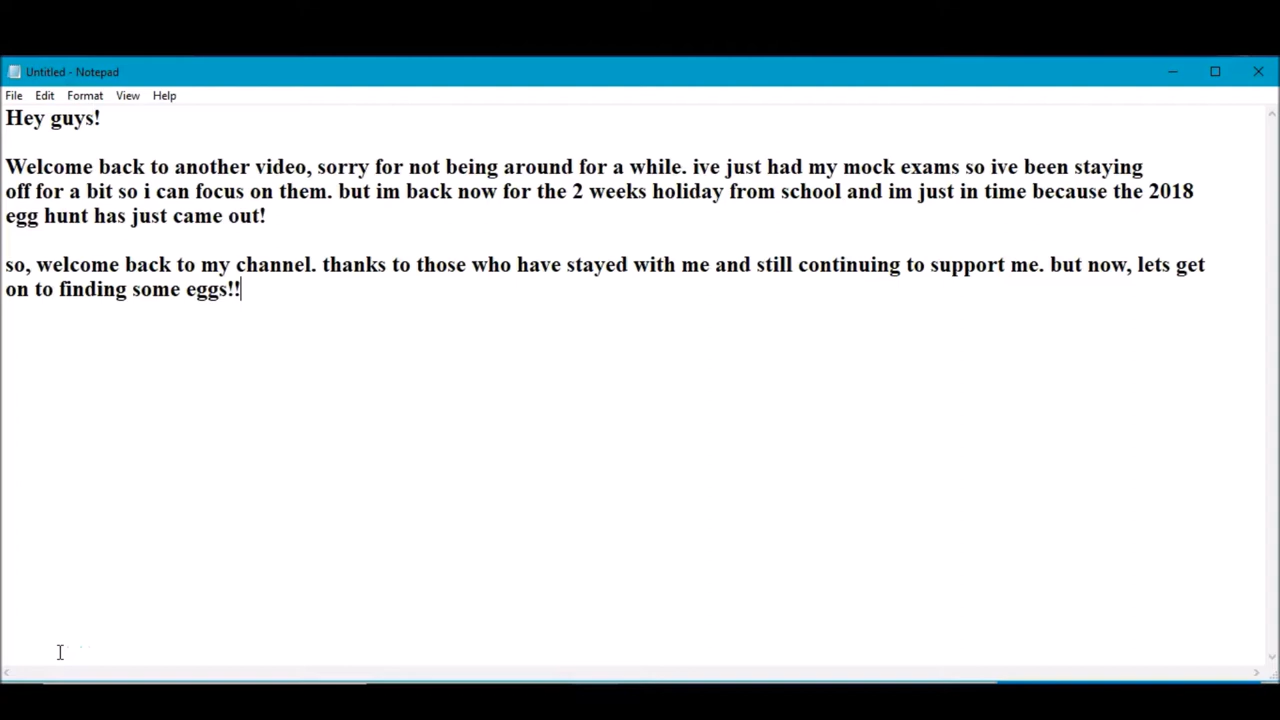 Untitled - Notepad
File Edit Format View Help
Hey guys!
Welcome back to another video, sorry for not being around for a while. ive just had my mock exams so ive been staying
off for a bit so i can focus on them. but im back now for the 2 weeks holiday from school and im just in time because the 2018
egg hunt has just came out!
so, welcome back to my channel. thanks to those who have stayed with me and still continuing to support me. but now, lets get
on to finding some eggs!!